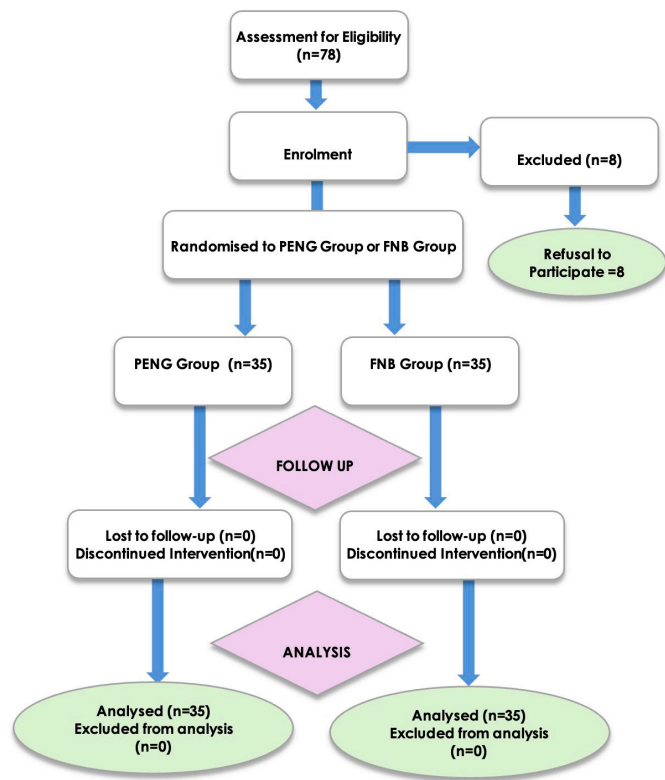 Assessment for Eligibility
(n=78)
Enrolment
Excluded (n=8)
Refusal to
Participate =8
Randomised to PENG Group or FNB Group
PENG Group (n=35)
FNB Group (n=35)
FOLLOW UP
Lost to follow-up (n=0)
Discontinued Intervention(n=0)
Lost to follow-up (n=0)
Discontinued Intervention(n=0)
ANALYSIS
Analysed (n=35)
Excluded from analysis
(n=0)
Analysed (n=35)
Excluded from analysis
(n=0)